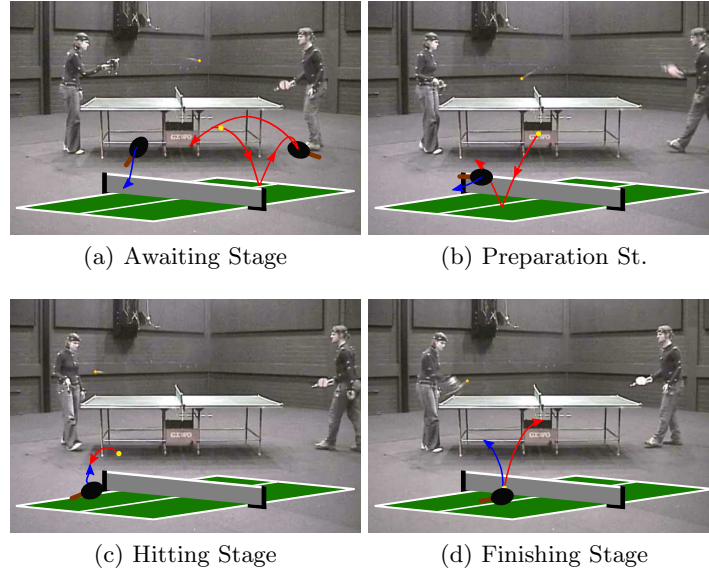 (a) Awaiting Stage
(b) Preparation St.
(c) Hitting Stage
(d) Finishing Stage